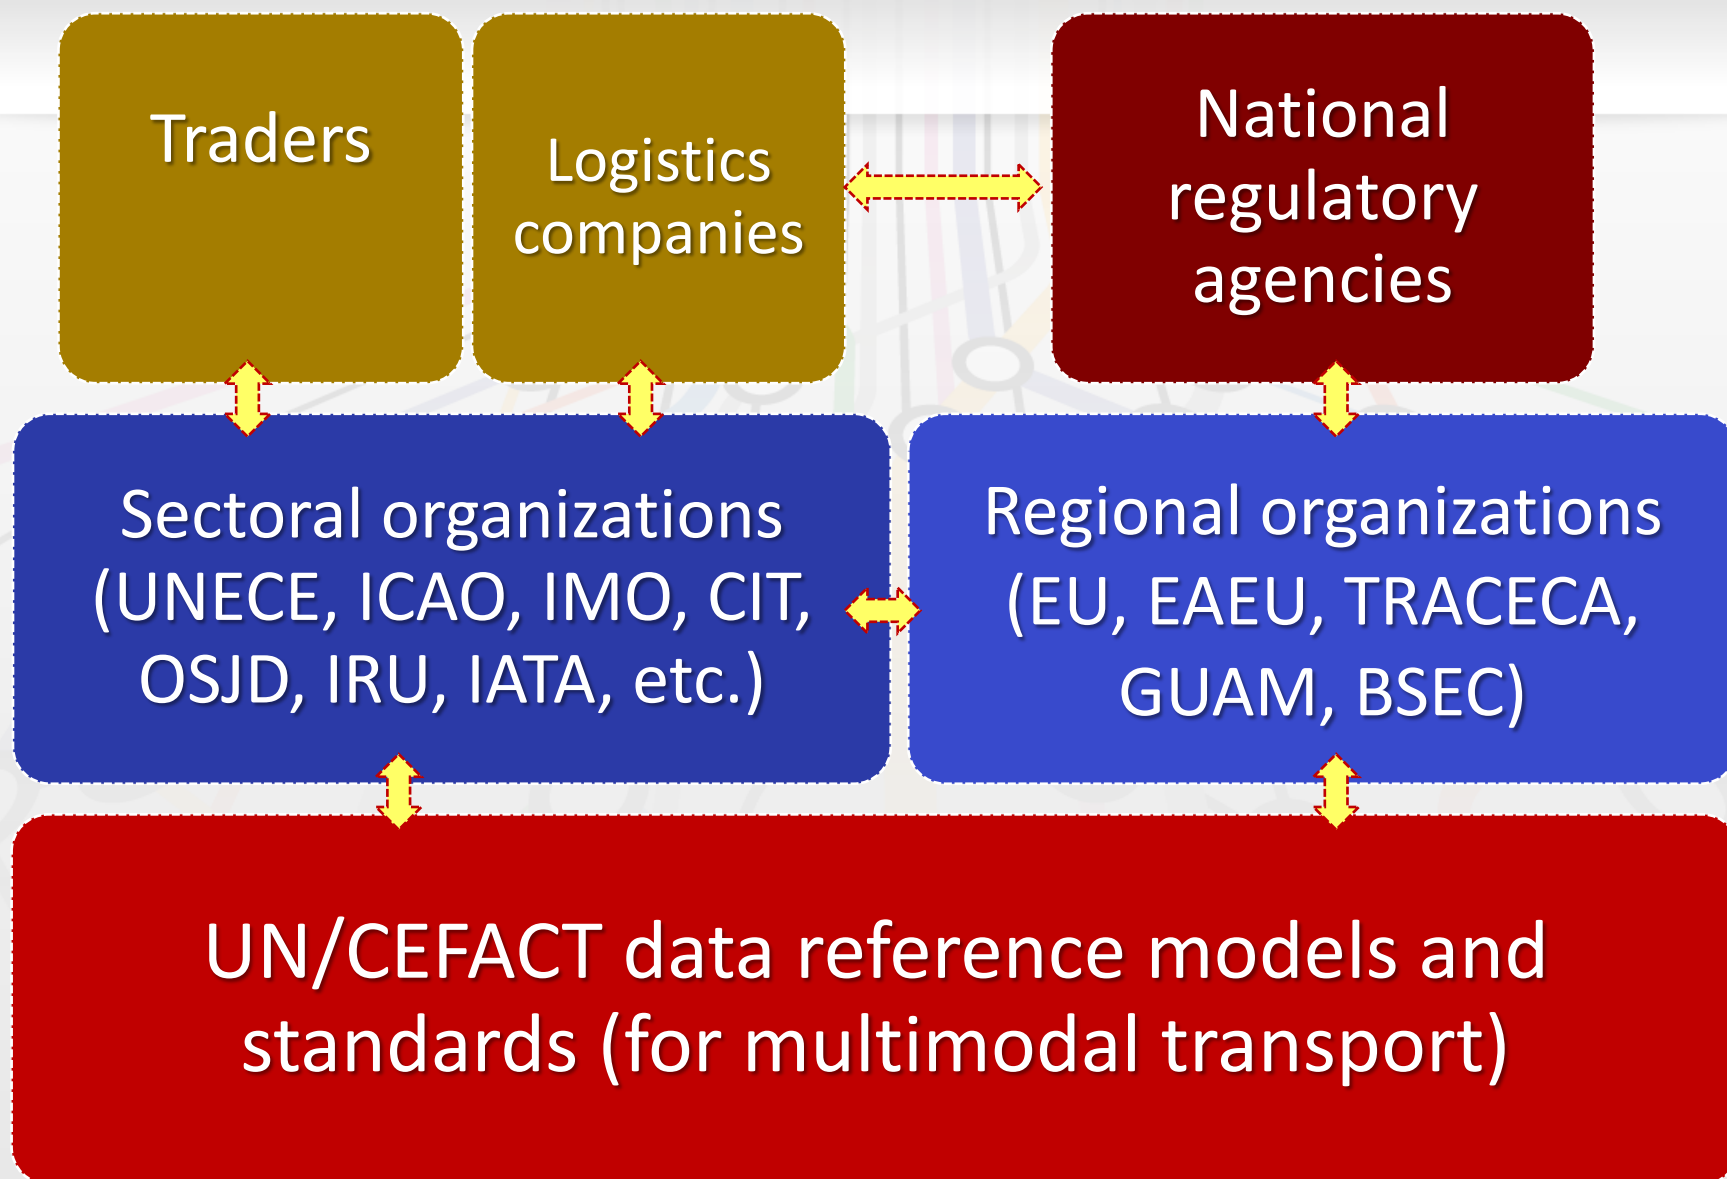 Traders
Logistics
companies
National
regulatory
agencies
Sectoral organizations
(UNECE, ICAO, IMO, CIT,
OSJD, IRU, IATA, etc.)
Regional organizations
(EU, EAEU, TRACECA,
GUAM, BSEC)
UN/CEFACT data reference models and
standards (for multimodal transport)